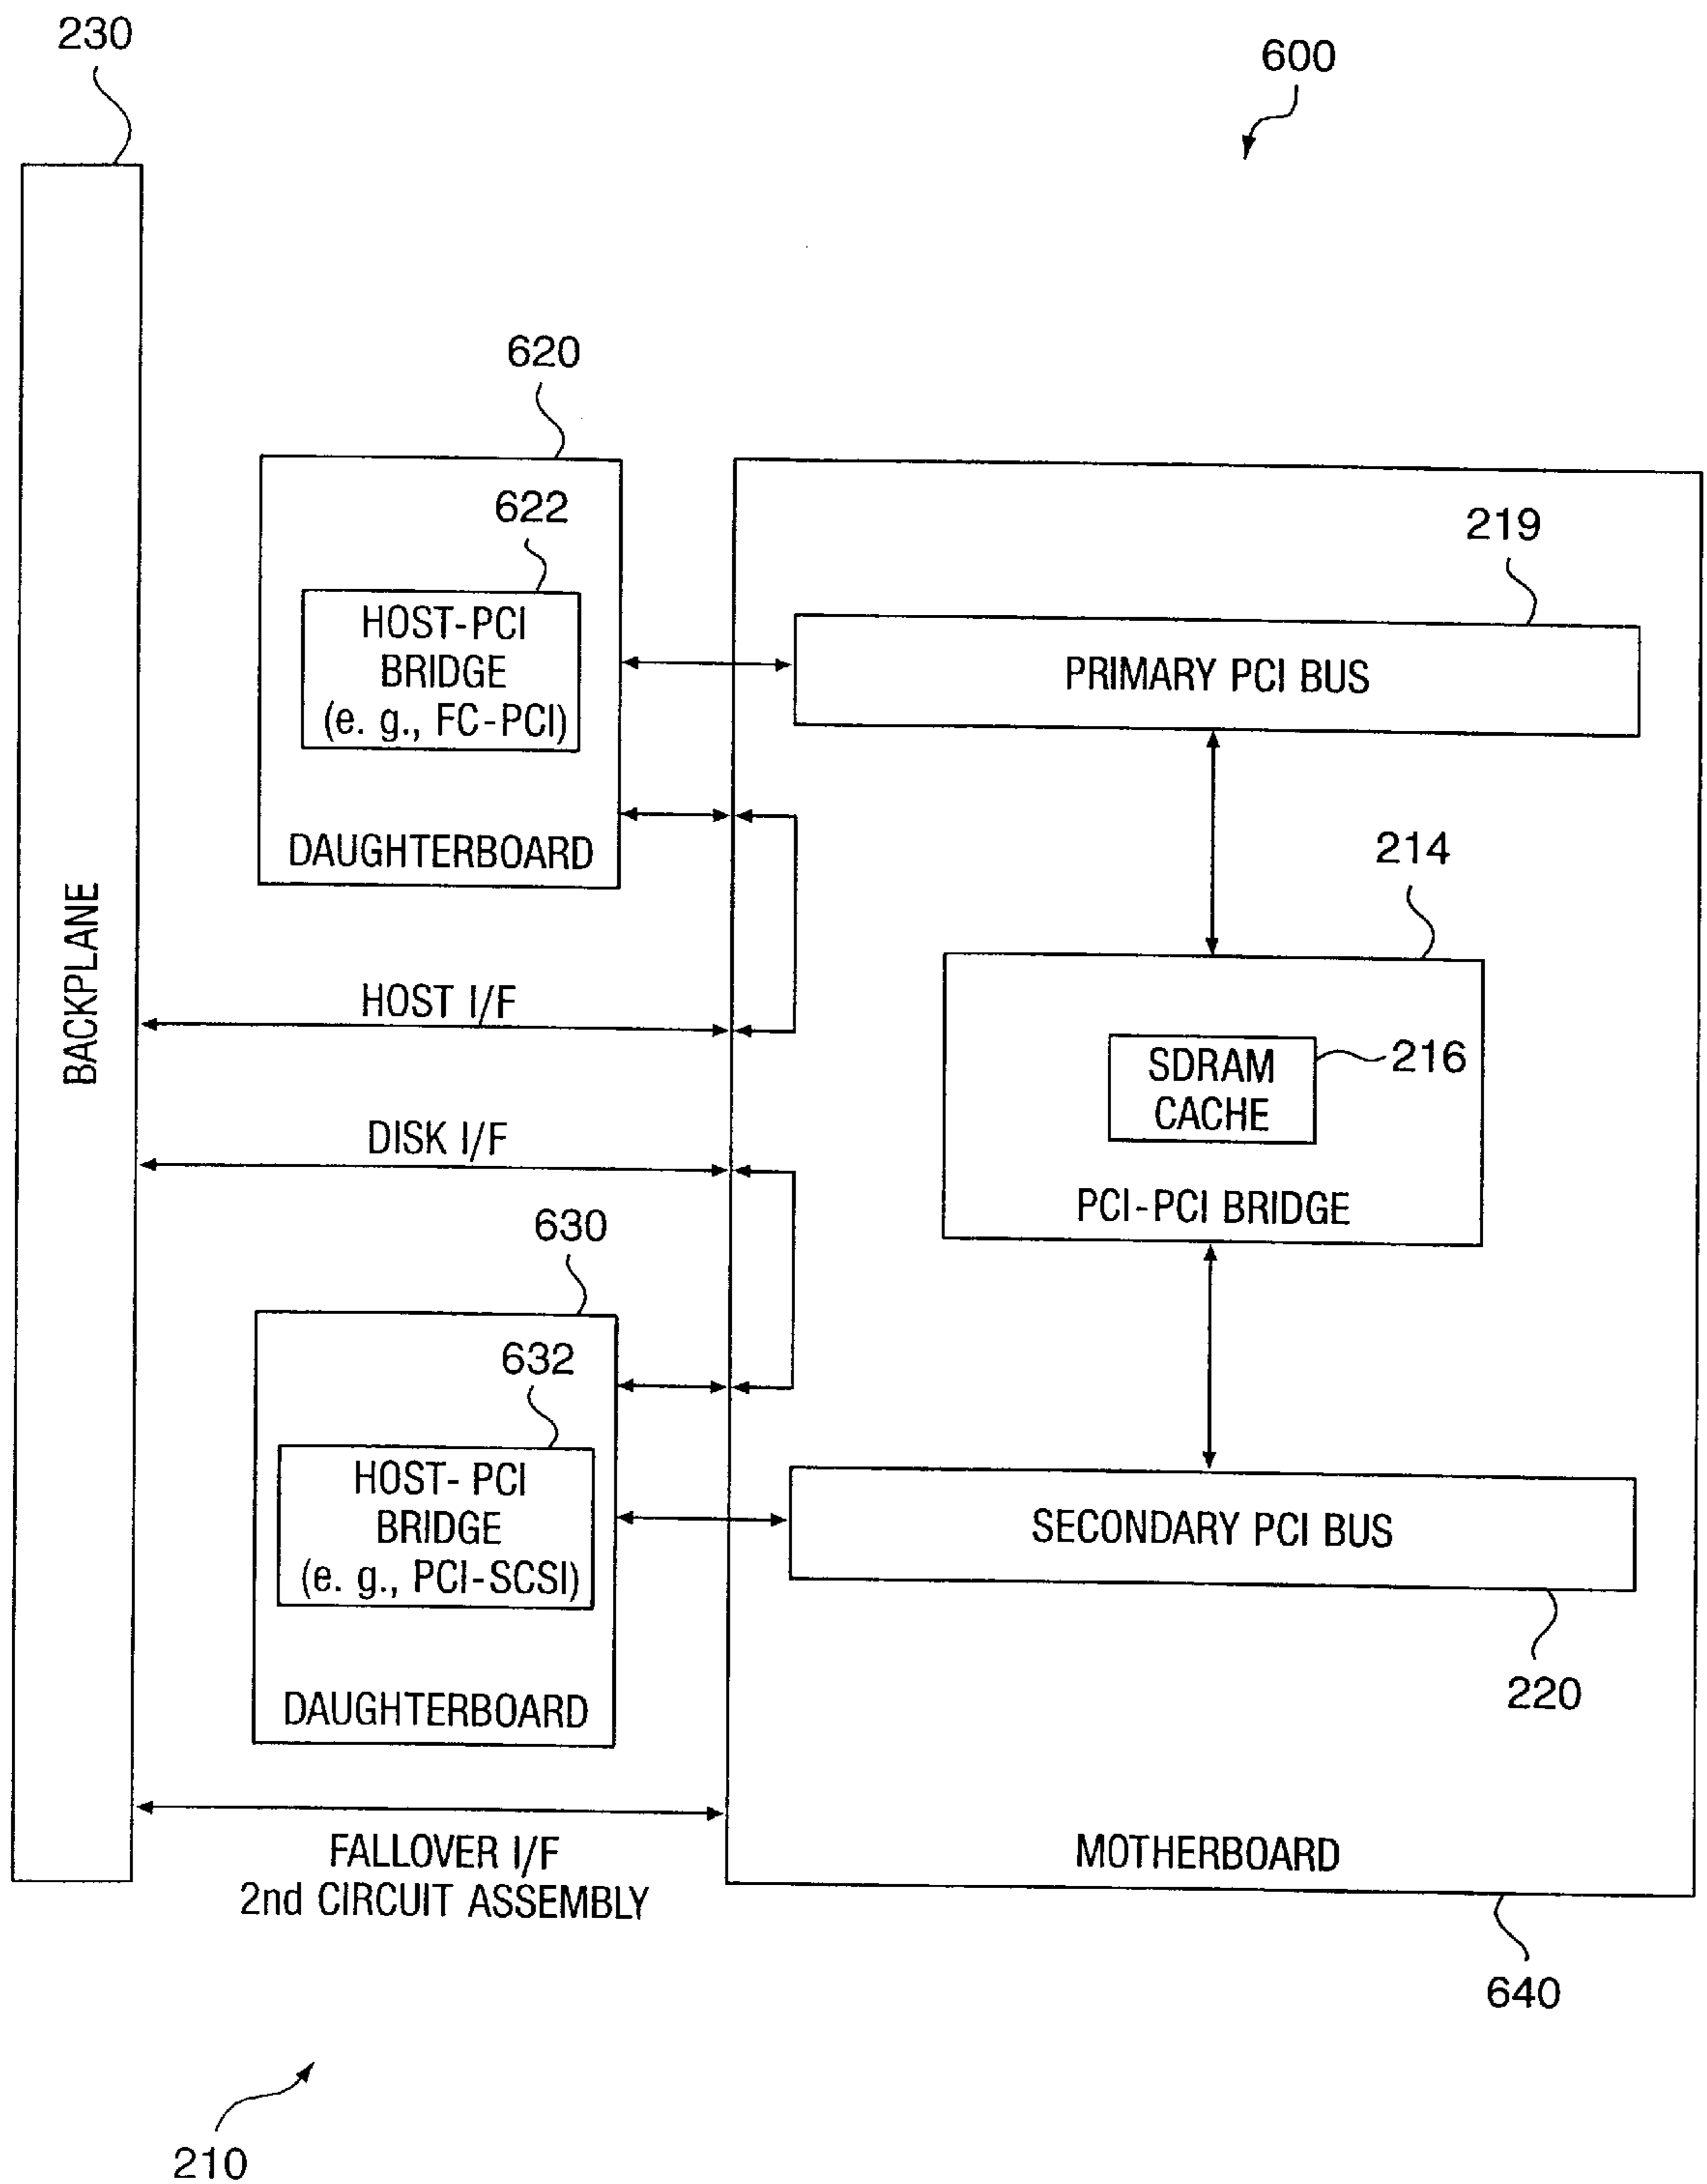 230
600
620
622
219
HOST-PCI
BRIDGE
(e. g., FC-PCI)
PRIMARY PCI BUS
DAUGHTERBOARD
214
BACKPLANE
HOST I/F
SDRAM
CACHE
216
DISK I/F
PCI-PCI BRIDGE
630
632
HOST- PCI
BRIDGE
(e. g., PCI-SCSI)
SECONDARY PCI BUS
DAUGHTERBOARD
220
FALLOVER I/F
2nd CIRCUIT ASSEMBLY
MOTHERBOARD
640
210